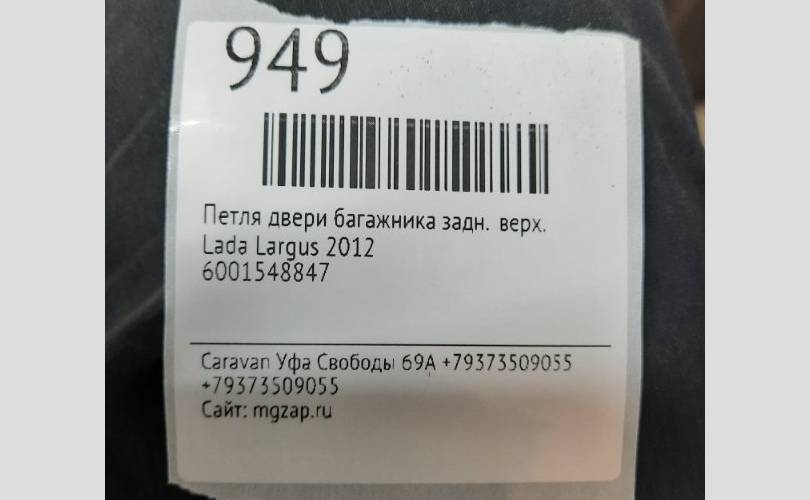 949
Петля двери багажника задн. верх.
Lada Largus 2012
6001548847
Caravan Уфа Свободы 69А +79373509055
+79373509055
Сайт: mgzap.ru